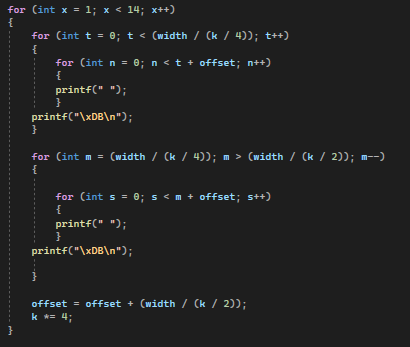 for (int x = 1; x < 14; x++)
{
for (int t = 0; t < (width / (k / 4)); t++)
{
for (int n = 0; n < t + offset; n++)
{
printf(" ");
}
printf("\xDB\n");
}
for (int m = (width / (k / 4)); m > (width / (k / 2)); m--)
{
for (int s = 0; s < m + offset; s++)
{
printf(" ");
}
printf("\xDB\n");
}
offset = offset + (width / (k / 2));
k *= 4;
}